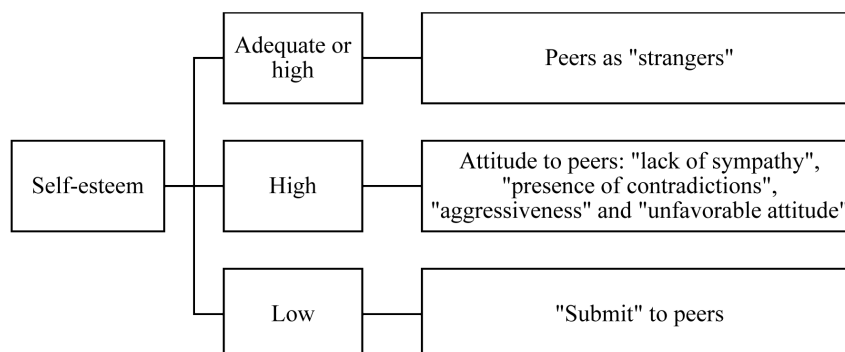 Adequate or
high
Peers as "strangers"
Self-esteem
High
Attitude to peers: "lack of sympathy",
"presence of contradictions",
"aggressiveness" and "unfavorable attitude"
Low
"Submit" to peers